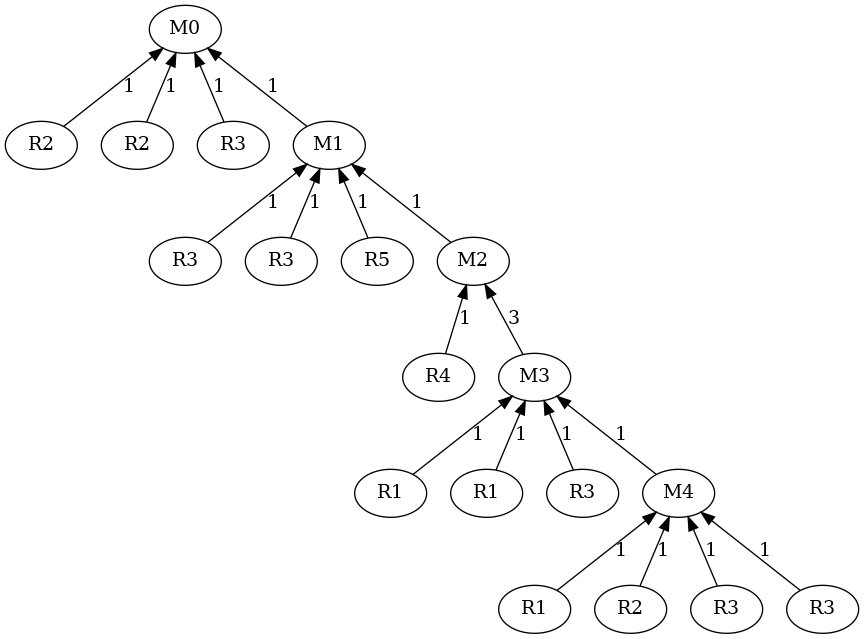 M0
1 1 1 1
R2 R2 R3 M1
1 1 1 1
R3 R3 R5 M2
1 3
R4 M3
1 1 1 1
R1 R1 R3 M4
1 1 1 1
R1 R2 R3 R3